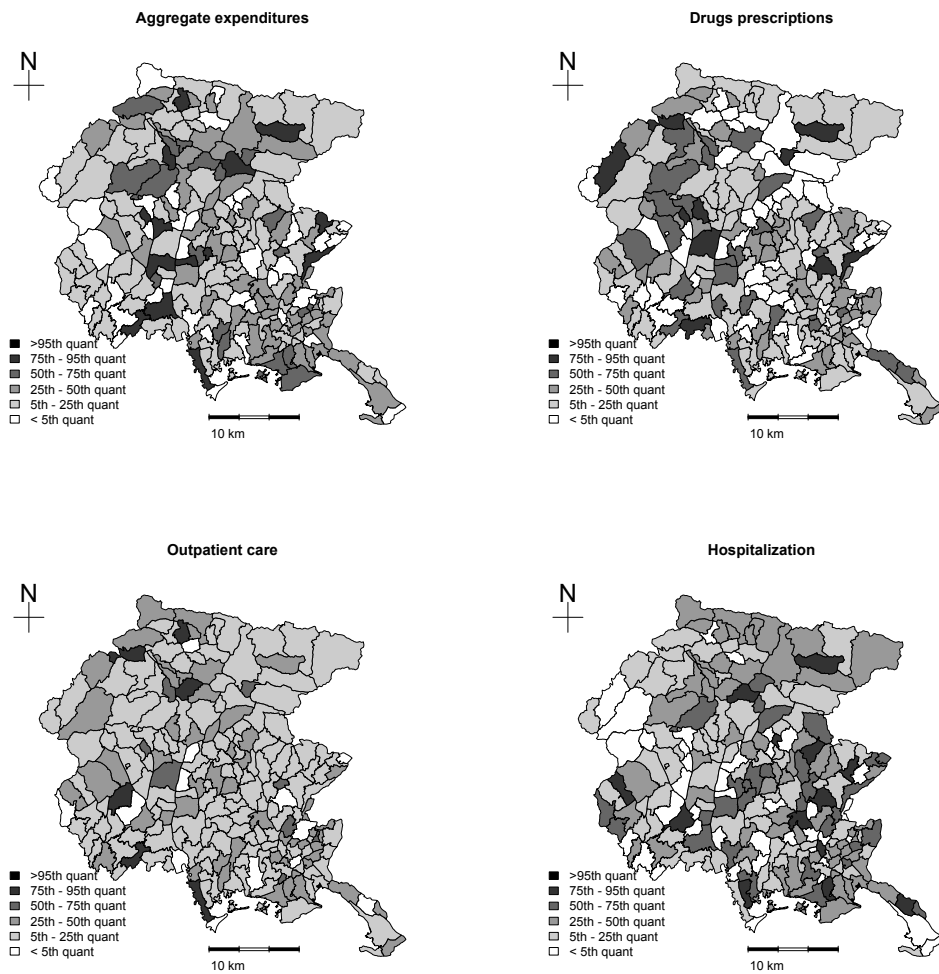 Aggregate expenditures
N
>95th quant
75th - 95th quant
50th - 75th quant
25th - 50th quant
5th - 25th quant
< 5th quant
10 km
Drugs prescriptions
N
>95th quant
75th - 95th quant
50th - 75th quant
25th - 50th quant
5th - 25th quant
< 5th quant
10 km
Outpatient care
N
>95th quant
75th - 95th quant
50th - 75th quant
25th - 50th quant
5th - 25th quant
< 5th quant
10 km
Hospitalization
N
>95th quant
75th - 95th quant
50th - 75th quant
25th - 50th quant
5th - 25th quant
< 5th quant
10 km